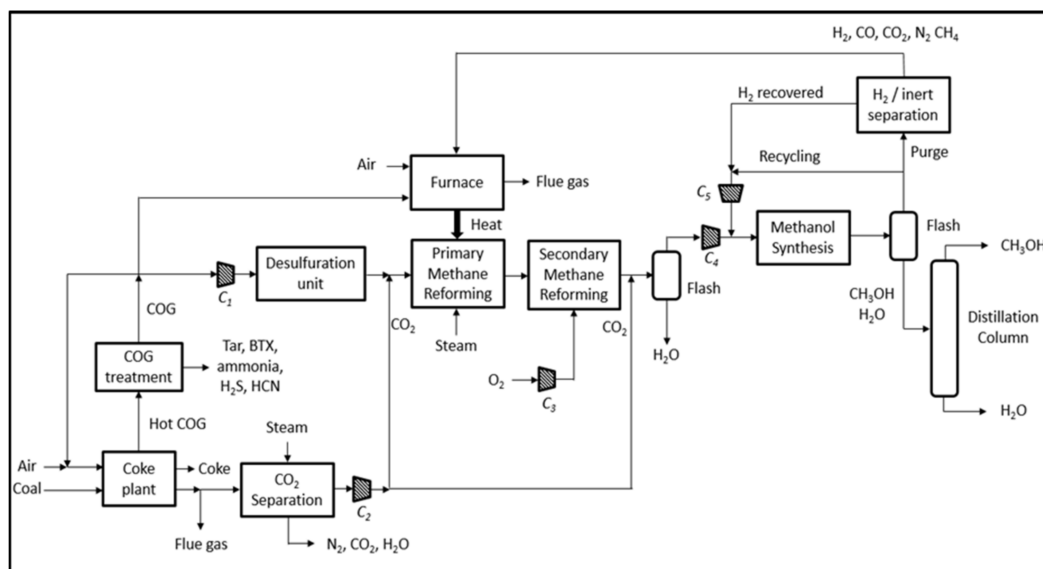 H₂, CO, CO₂, N₂ CH₄
H₂ recovered
H₂ / inert
separation
Air
Furnace
Flue gas
Recycling
Purge
C₅
Heat
Methanol
Synthesis
Flash
C₄
CH₃OH
Desulfuration
unit
C₁
Primary
Methane
Reforming
Secondary
Methane
Reforming
Flash
CH₃OH
H₂O
Distillation
Column
COG
CO₂
CO₂
Steam
H₂O
COG
treatment
Tar, BTX,
ammonia,
H₂S, HCN
O₂
C₃
H₂O
Hot COG
Steam
Air
Coal
Coke
plant
Coke
CO₂
Separation
C₂
Flue gas
N₂, CO₂, H₂O